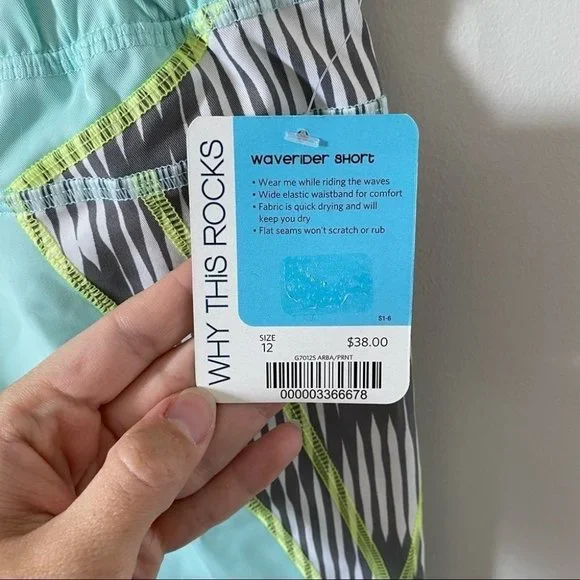 WHY THiS ROCKS
waverider short
• Wear me while riding the waves
• Wide elastic waistband for comfort
• Fabric is quick drying and will
keep you dry
• Flat seams won't scratch or rub
S1-6
SIZE
12
$38.00
G70125 ARBA/PRNT
000003366678